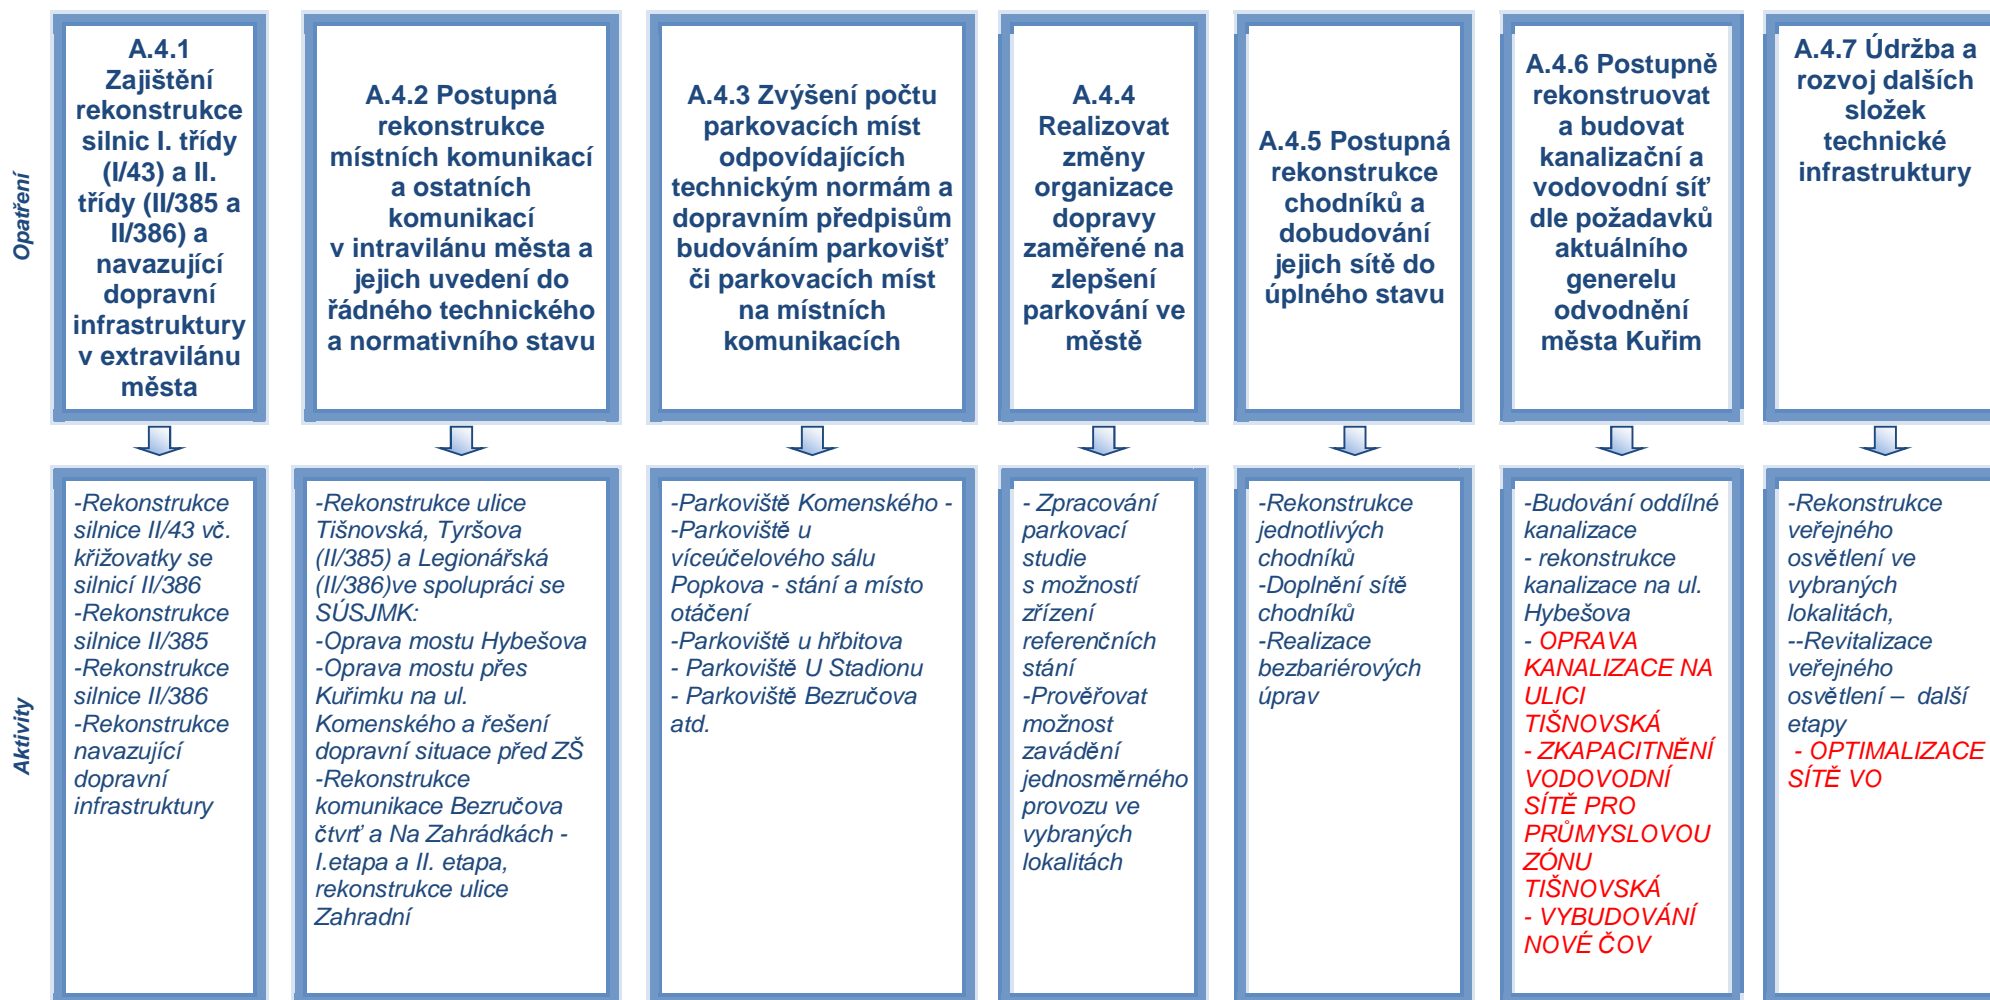 Opatření
A.4.1
Zajištění
rekonstrukce
silnic I. třídy
(I/43) a II.
třídy (II/385 a
II/386) a
navazující
dopravní
infrastruktury
v extravilánu
města
A.4.2 Postupná
rekonstrukce
místních komunikací
a ostatních
komunikací
v intravilánu města a
jejich uvedení do
řádného technického
a normativního stavu
A.4.3 Zvýšení počtu
parkovacích míst
odpovídajících
technickým normám a
dopravním předpisům
budováním parkovišť
či parkovacích míst
na místních
komunikacích
A.4.4
Realizovat
změny
organizace
dopravy
zaměřené na
zlepšení
parkování ve
městě
A.4.5 Postupná
rekonstrukce
chodníků a
dobudování
jejich sítě do
úplného stavu
A.4.6 Postupně
rekonstruovat
a budovat
kanalizační a
vodovodní síť
dle požadavků
aktuálního
generelu
odvodnění
města Kuřim
A.4.7 Údržba a
rozvoj dalších
složek
technické
infrastruktury
Aktivity
-Rekonstrukce
silnice II/43 vč.
křižovatky se
silnicí II/386
-Rekonstrukce
silnice II/385
-Rekonstrukce
silnice II/386
-Rekonstrukce
navazující
dopravní
infrastruktury
-Rekonstrukce ulice
Tišnovská, Tyršova
(II/385) a Legionářská
(II/386)ve spolupráci se
SÚSJMK:
-Oprava mostu Hybešova
-Oprava mostu přes
Kuřimku na ul.
Komenského a řešení
dopravní situace před ZŠ
-Rekonstrukce
komunikace Bezručova
čtvrť a Na Zahrádkách -
I.etapa a II. etapa,
rekonstrukce ulice
Zahradní
-Parkoviště Komenského -
-Parkoviště u
víceúčelového sálu
Popkova - stání a místo
otáčení
-Parkoviště u hřbitova
- Parkoviště U Stadionu
- Parkoviště Bezručova
atd.
- Zpracování
parkovací
studie
s možností
zřízení
referenčních
stání
-Prověřovat
možnost
zavádění
jednosměrného
provozu ve
vybraných
lokalitách
-Rekonstrukce
jednotlivých
chodníků
-Doplnění sítě
chodníků
-Realizace
bezbariérových
úprav
-Budování oddílné
kanalizace
- rekonstrukce
kanalizace na ul.
Hybešova
- OPRAVA
KANALIZACE NA
ULICI
TIŠNOVSKÁ
- ZKAPACITNĚNÍ
VODOVODNÍ
SÍTĚ PRO
PRŮMYSLOVOU
ZÓNU
TIŠNOVSKÁ
- VYBUDOVÁNÍ
NOVÉ ČOV
-Rekonstrukce
veřejného
osvětlení ve
vybraných
lokalitách,
--Revitalizace
veřejného
osvětlení – další
etapy
- OPTIMALIZACE
SÍTĚ VO